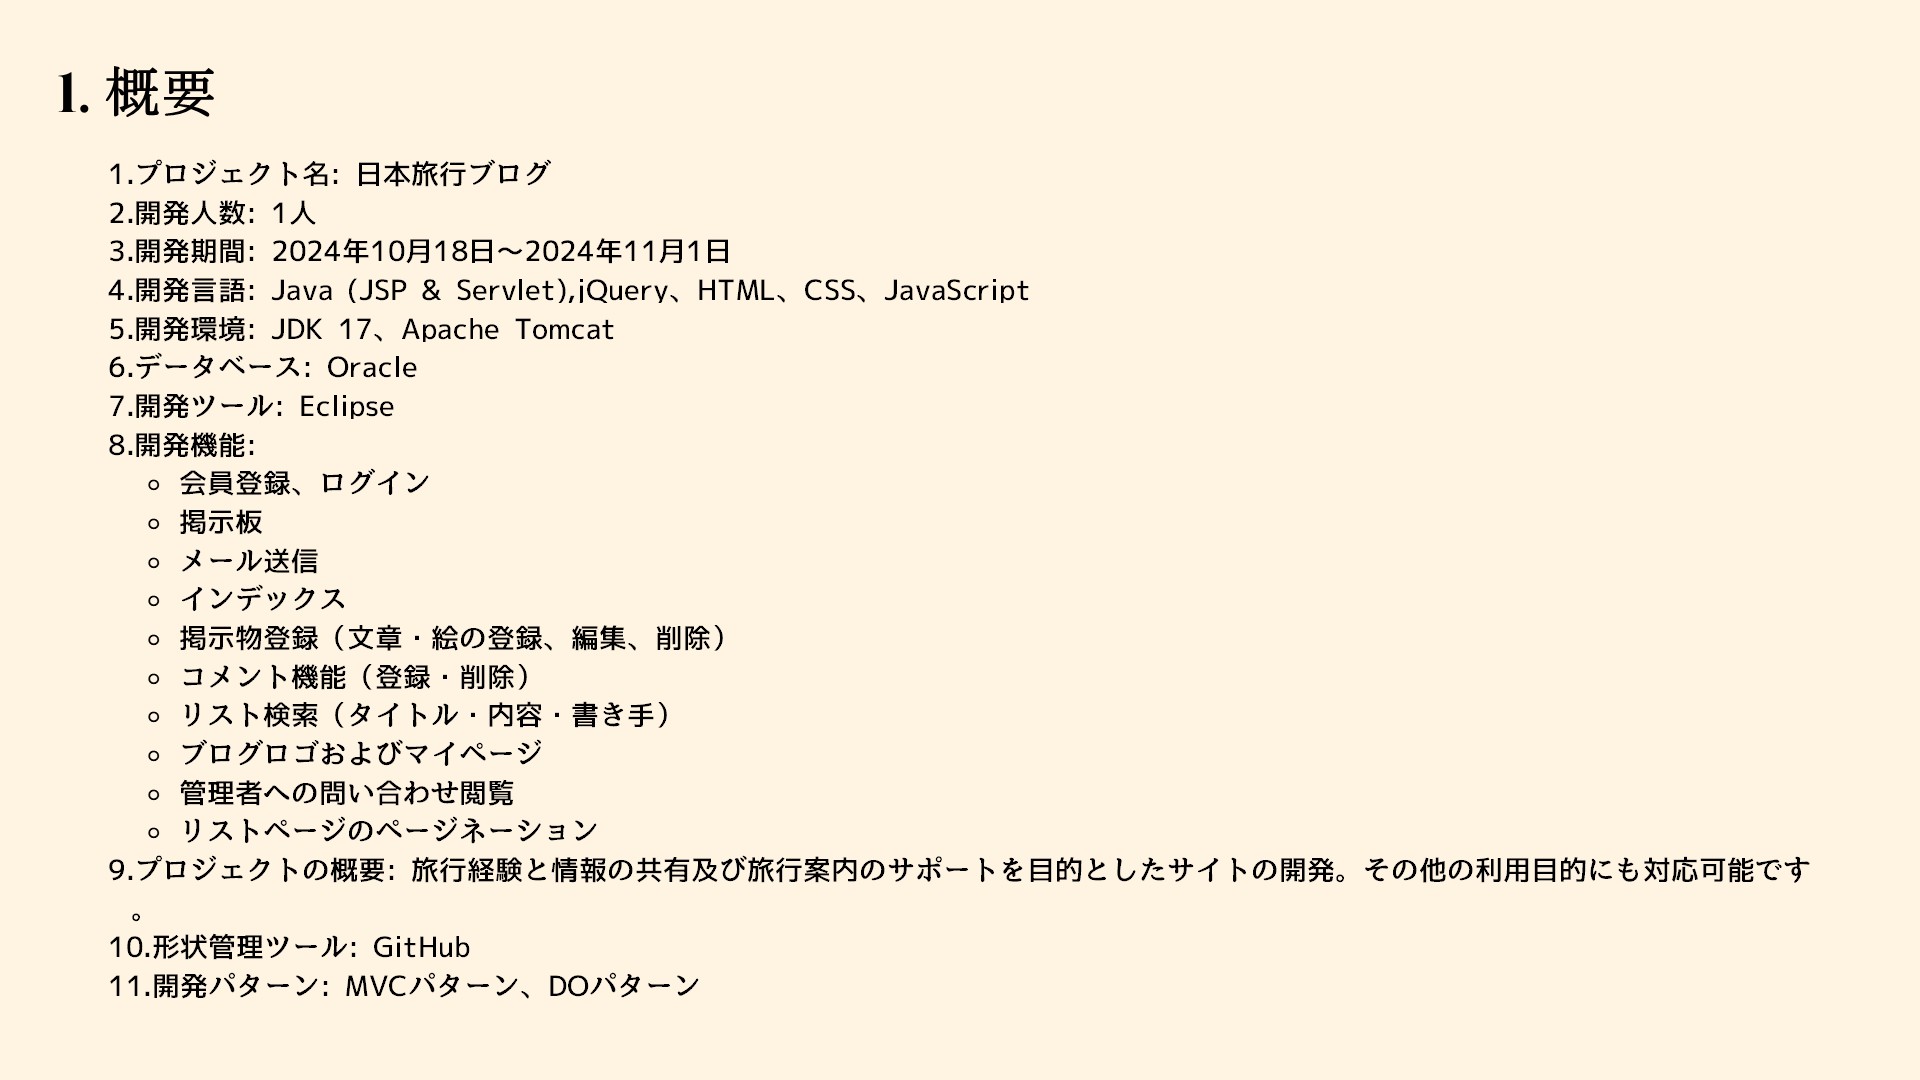 1. 概要
1.プロジェクト名: 日本旅行ブログ
2.開発人数: 1人
3.開発期間: 2024年10月18日～2024年11月1日
4.開発言語: Java (JSP & Servlet),jQuery、HTML、CSS、JavaScript
5.開発環境: JDK 17、Apache Tomcat
6.データベース: Oracle
7.開発ツール: Eclipse
8.開発機能:
○ 会員登録、ログイン
○ 掲示板
○ メール送信
○ インデックス
○ 掲示物登録（文章・絵の登録、編集、削除）
○ コメント機能（登録・削除）
○ リスト検索（タイトル・内容・書き手）
○ ブログロゴおよびマイページ
○ 管理者への問い合わせ閲覧
○ リストページのページネーション
9.プロジェクトの概要: 旅行経験と情報の共有及び旅行案内のサポートを目的としたサイトの開発。その他の利用目的にも対応可能です
。
10.形状管理ツール: GitHub
11.開発パターン: MVCパターン、DOパターン